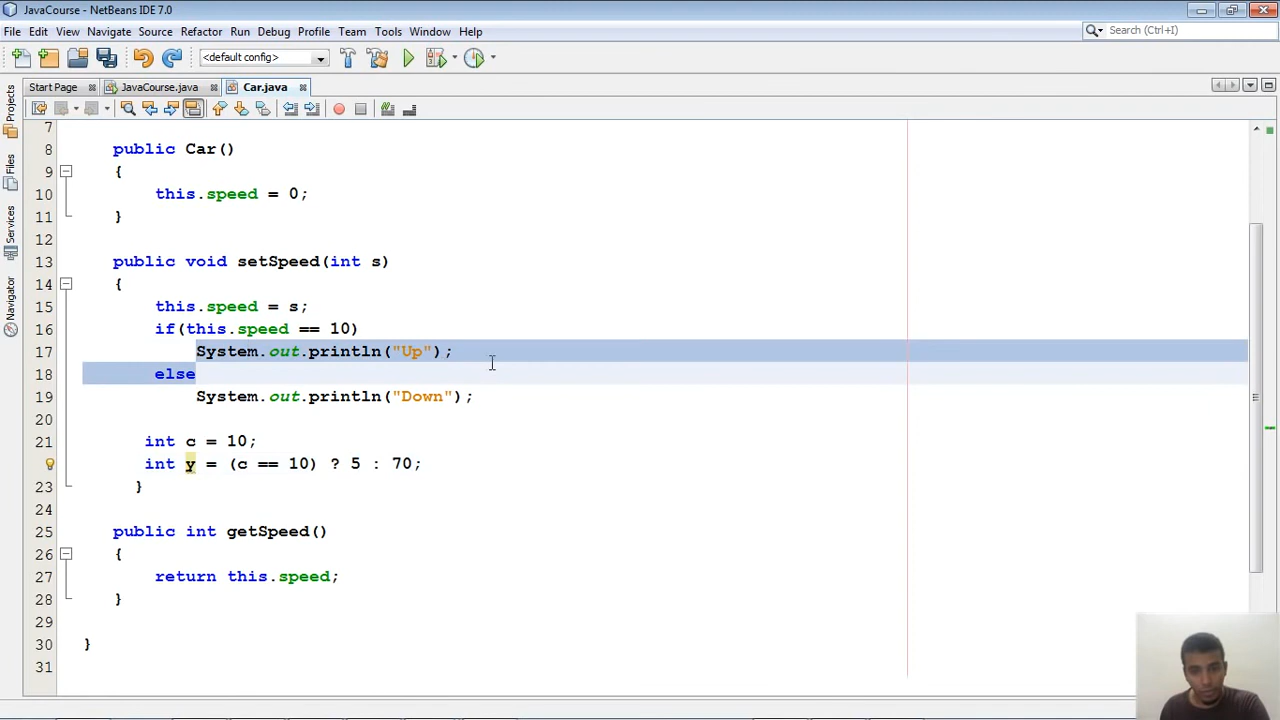 JavaCourse - NetBeans IDE 7.0
File Edit View Navigate Source Refactor Run Debug Profile Team Tools Window Help
Search (Ctrl+I)
<default config>
Start Page JavaCourse.java Car.java
Projects
Files
Services
Navigator
7
8 public Car()
9 {
10 this.speed = 0;
11 }
12
13 public void setSpeed(int s)
14 {
15 this.speed = s;
16 if(this.speed == 10)
17 System.out.println("Up");
18 else
19 System.out.println("Down");
20
21 int c = 10;
int y = (c == 10) ? 5 : 70;
23 }
24
25 public int getSpeed()
26 {
27 return this.speed;
28 }
29
30 }
31